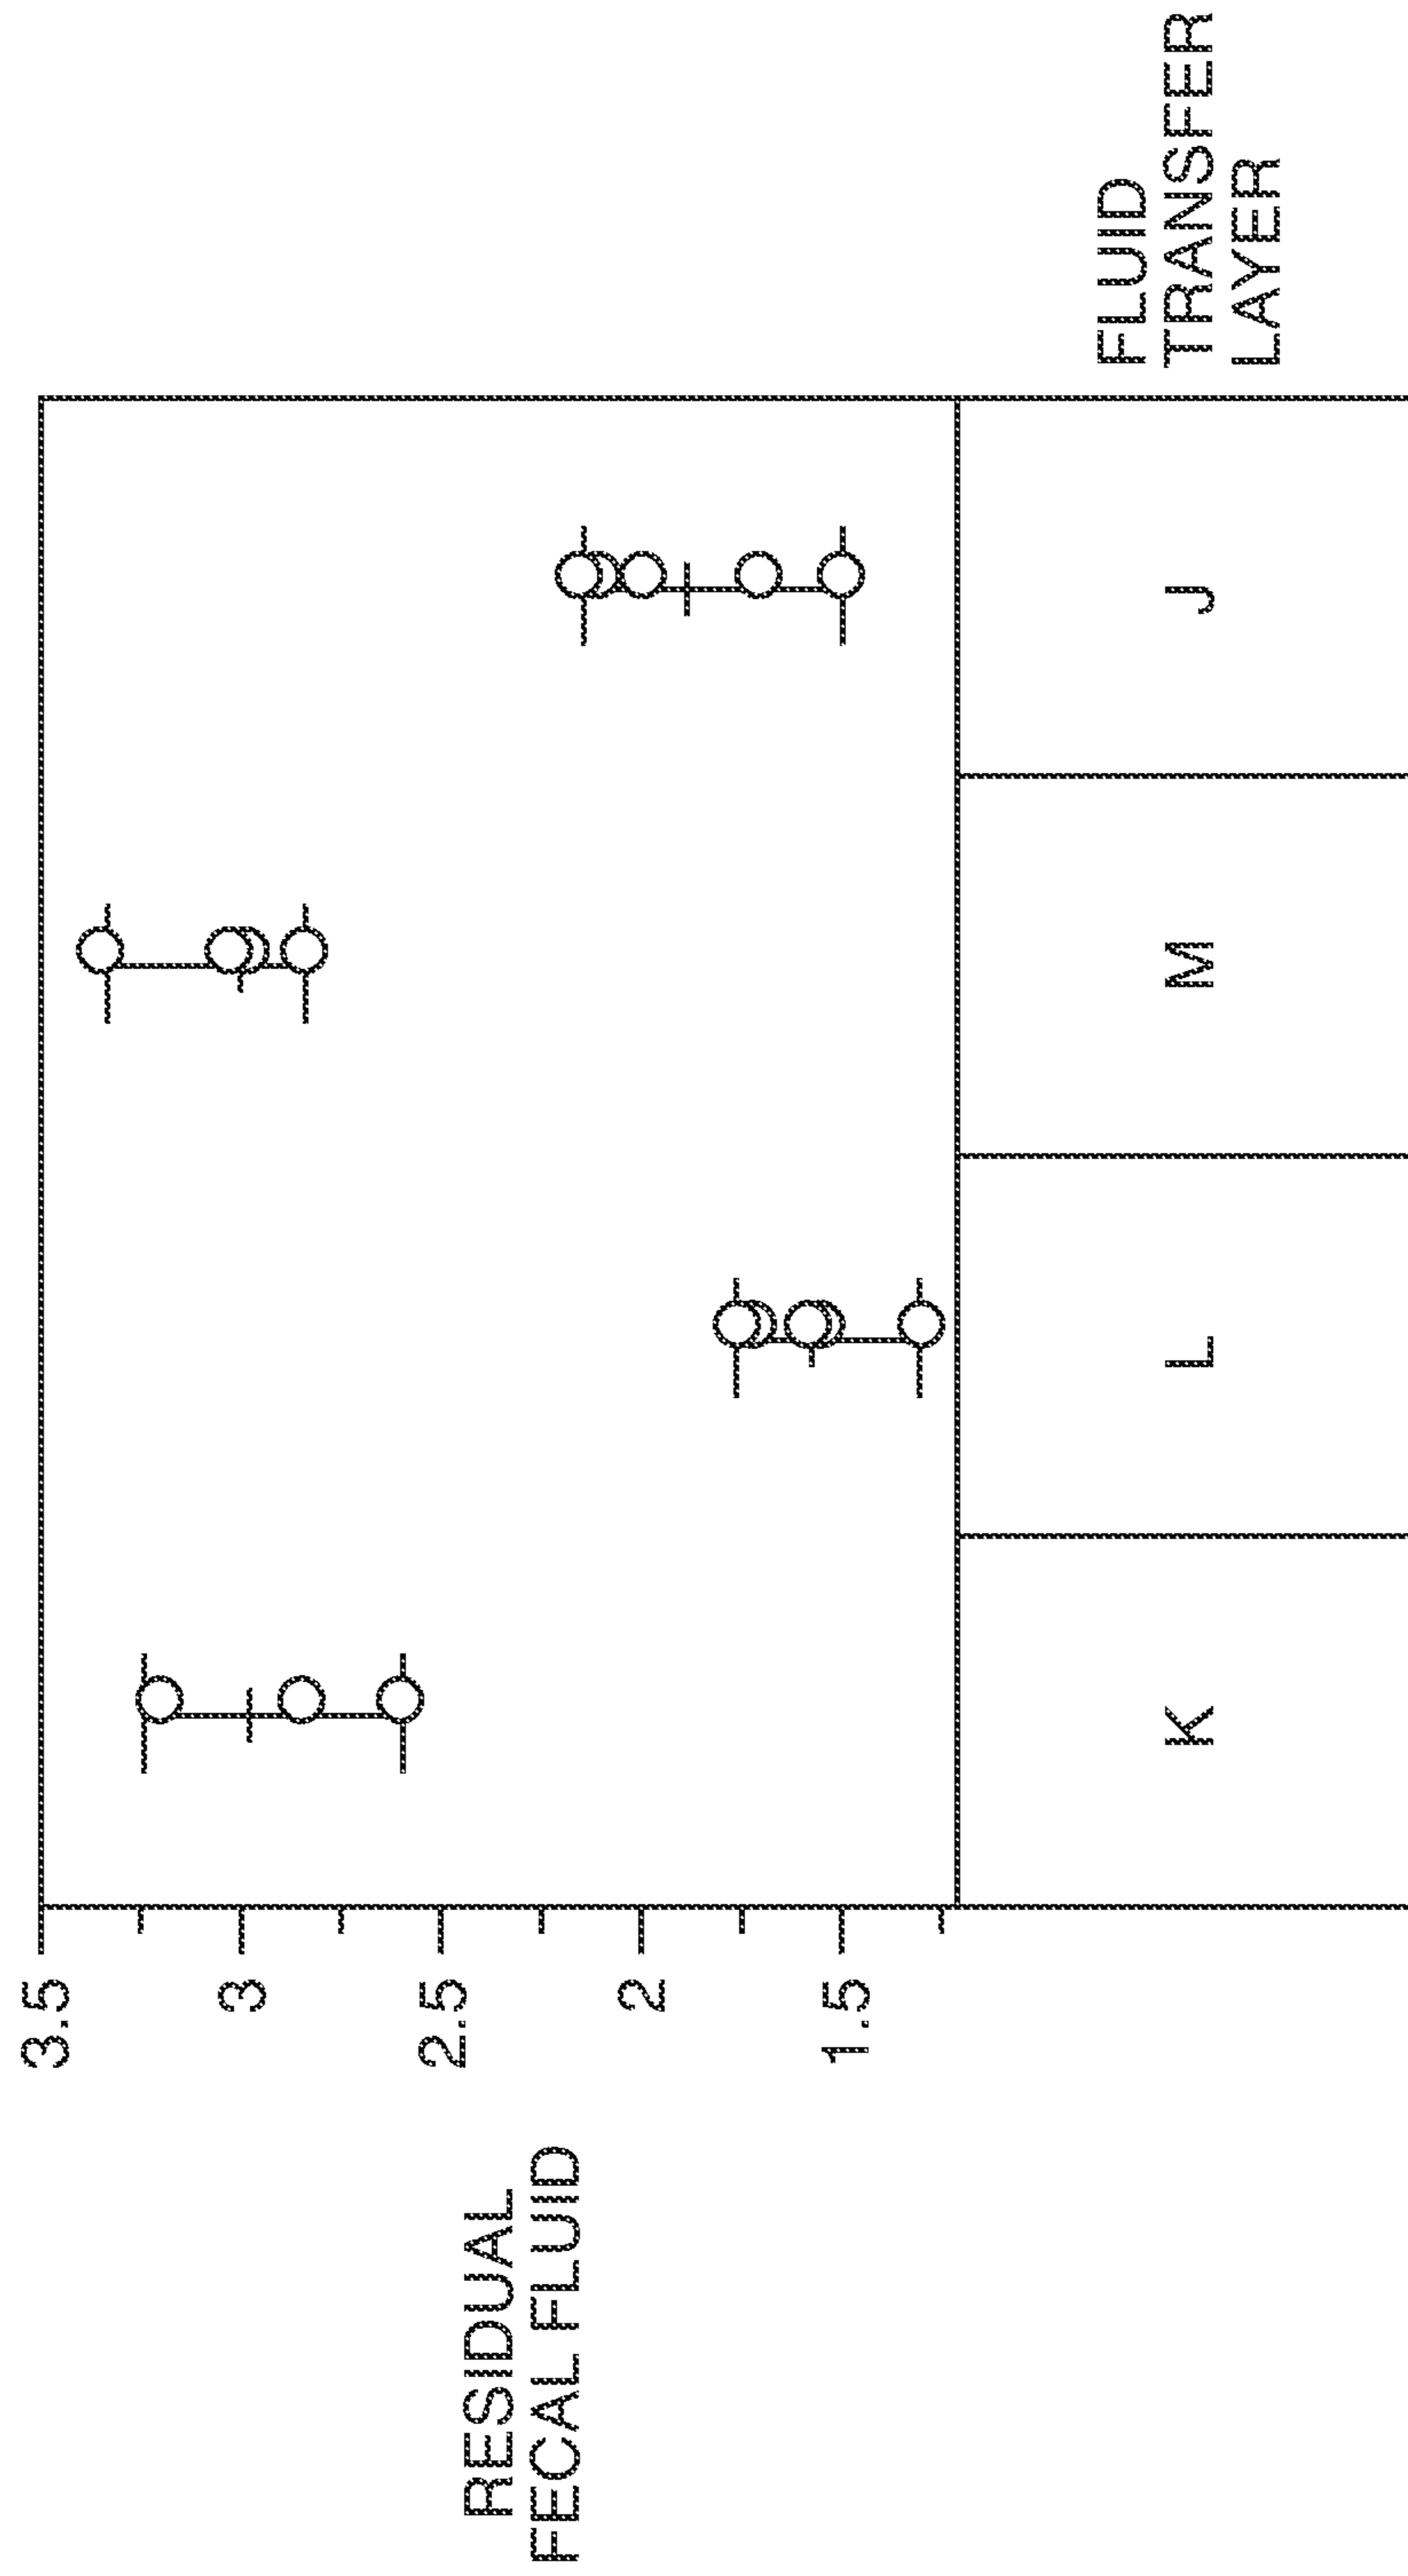 RESIDUAL
FECAL FLUID
3.5
3
2.5
2
1.5
K
L
M
J
FLUID
TRANSFER
LAYER